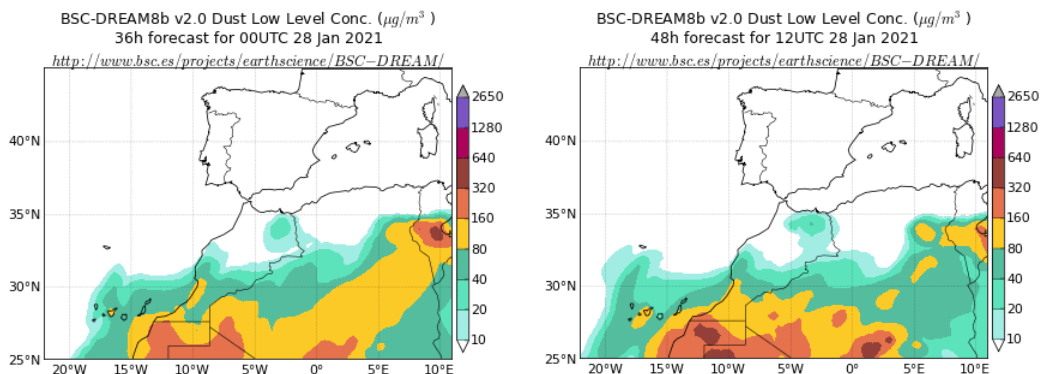 BSC-DREAM8b v2.0 Dust Low Level Conc. (μg/m³ )
36h forecast for 00UTC 28 Jan 2021
http://www.bsc.es/projects/earthscience/BSC−DREAM/
40°N
35°N
30°N
25°N
20°W 15°W 10°W 5°W 0° 5°E 10°E
2650
1280
640
320
160
80
40
20
10
BSC-DREAM8b v2.0 Dust Low Level Conc. (μg/m³ )
48h forecast for 12UTC 28 Jan 2021
http://www.bsc.es/projects/earthscience/BSC−DREAM/
40°N
35°N
30°N
25°N
20°W 15°W 10°W 5°W 0° 5°E 10°E
2650
1280
640
320
160
80
40
20
10